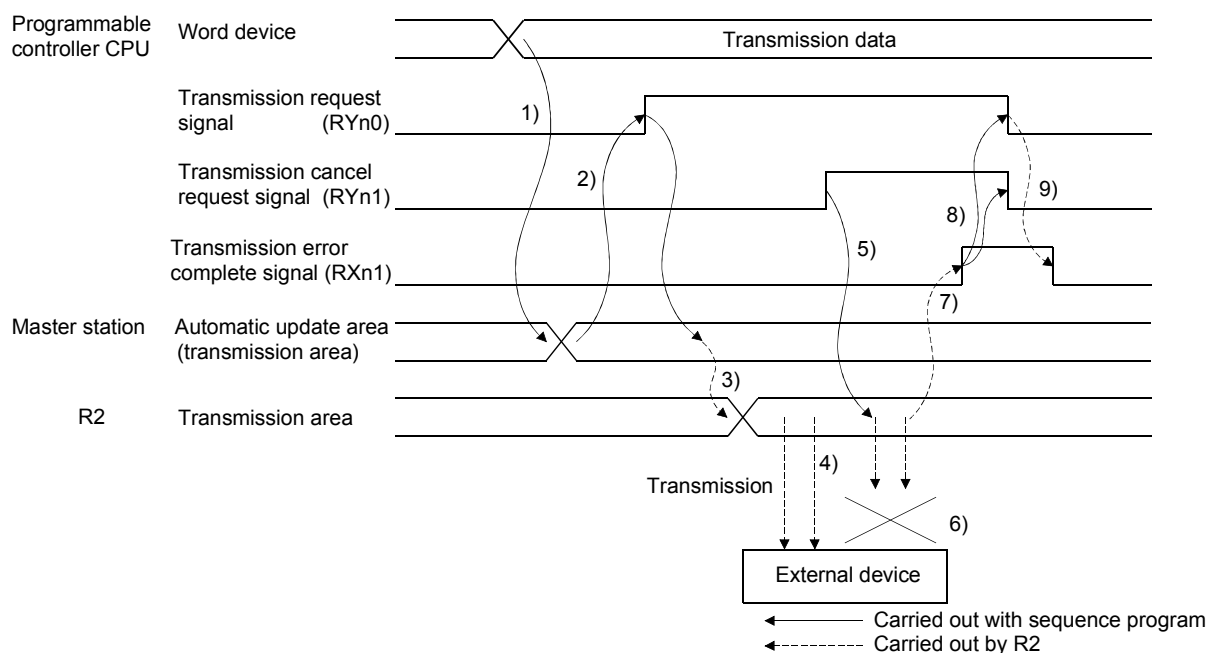 Programmable
controller CPU
Word device
Transmission data
Transmission request
signal (RYn0)
1)
2)
Transmission cancel
request signal (RYn1)
8)
9)
5)
Transmission error
complete signal (RXn1)
7)
Master station
Automatic update area
(transmission area)
3)
R2
Transmission area
4)
Transmission
6)
External device
Carried out with sequence program
Carried out by R2